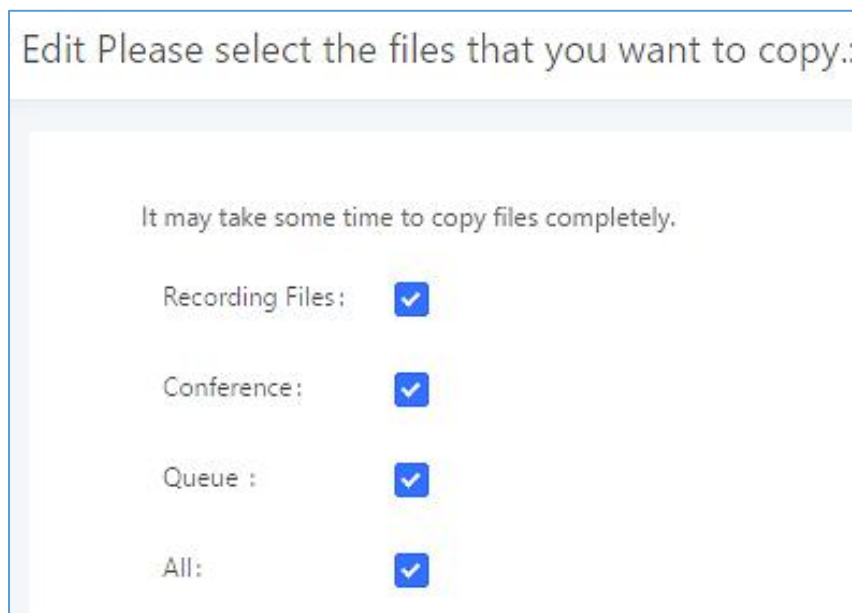 Edit Please select the files that you want to copy.:
It may take some time to copy files completely.
Recording Files:
Conference:
Queue :
All: